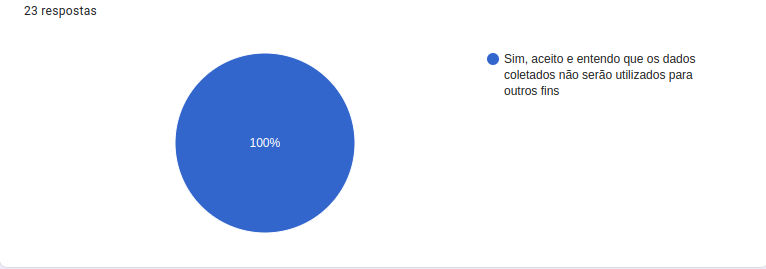 23 respostas
Sim, aceito e entendo que os dados
coletados não serão utilizados para
outros fins
100%